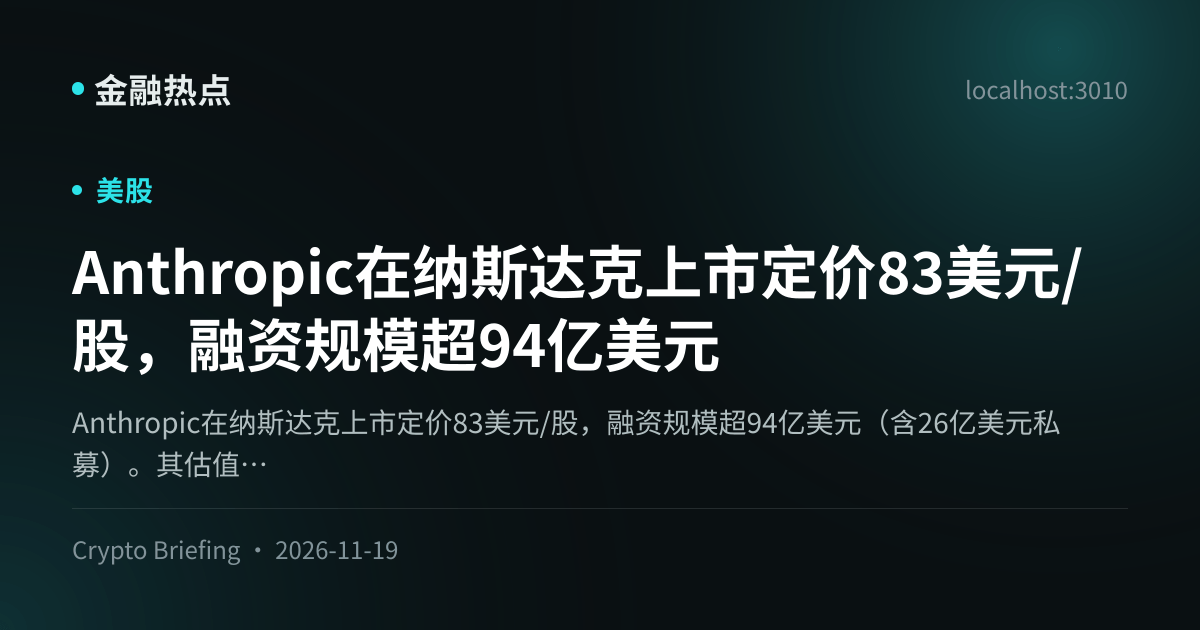 金融热点
localhost:3010
美股
Anthropic在纳斯达克上市定价83美元/
股，融资规模超94亿美元
Anthropic在纳斯达克上市定价83美元/股，融资规模超94亿美元（含26亿美元私
募）。其估值…
Crypto Briefing · 2026-11-19